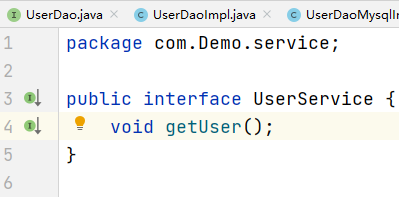 UserDao.java UserDaoImpl.java UserDaoMysqlIm
1 package com.Demo.service;
2
3 public interface UserService {
4 void getUser();
5 }
6